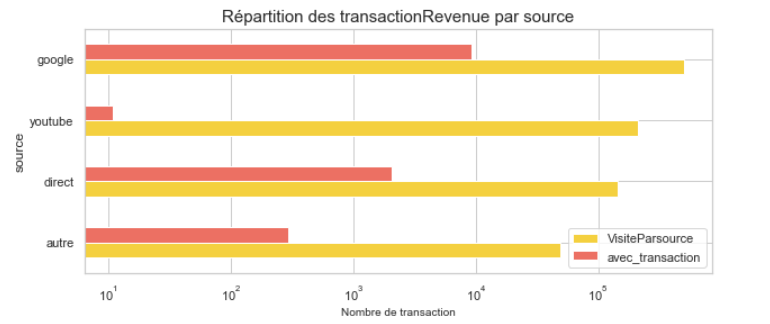 Répartition des transactionRevenue par source
google
youtube
direct
autre
source
VisiteParsource
avec_transaction
10¹ 10² 10³ 10⁴ 10⁵
Nombre de transaction